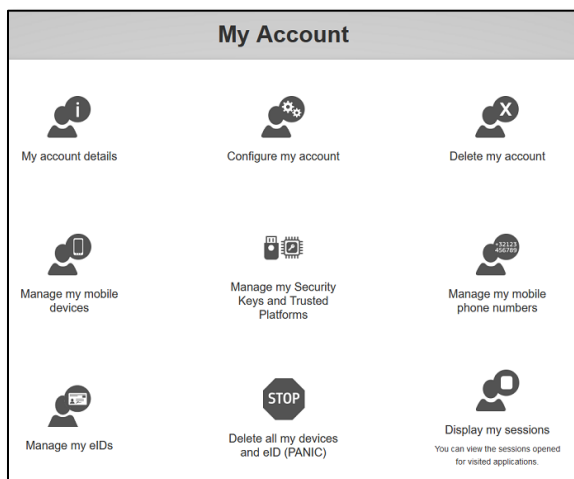 My Account
i
X
My account details
Configure my account
Delete my account
+32123
456789
Manage my mobile
devices
Manage my Security
Keys and Trusted
Platforms
Manage my mobile
phone numbers
STOP
Manage my eIDs
Delete all my devices
and eID (PANIC)
Display my sessions
You can view the sessions opened
for visited applications.